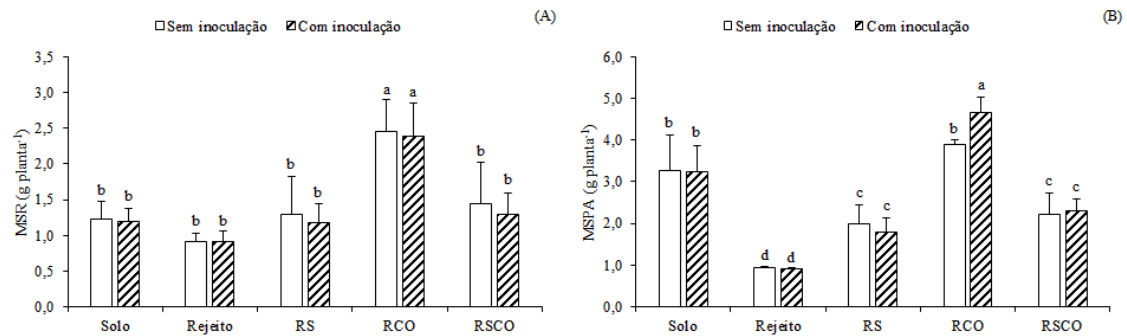 Sem inoculação Com inoculação (A)
3,5
3,0
2,5
2,0
1,5
1,0
0,5
0,0
MSR (g planta⁻¹)
b b b b b b a a b b
Solo Rejeito RS RCO RSCO
Sem inoculação Com inoculação (B)
6,0
5,0
4,0
3,0
2,0
1,0
0,0
MSPA (g planta⁻¹)
b b d d c c b a c c
Solo Rejeito RS RCO RSCO